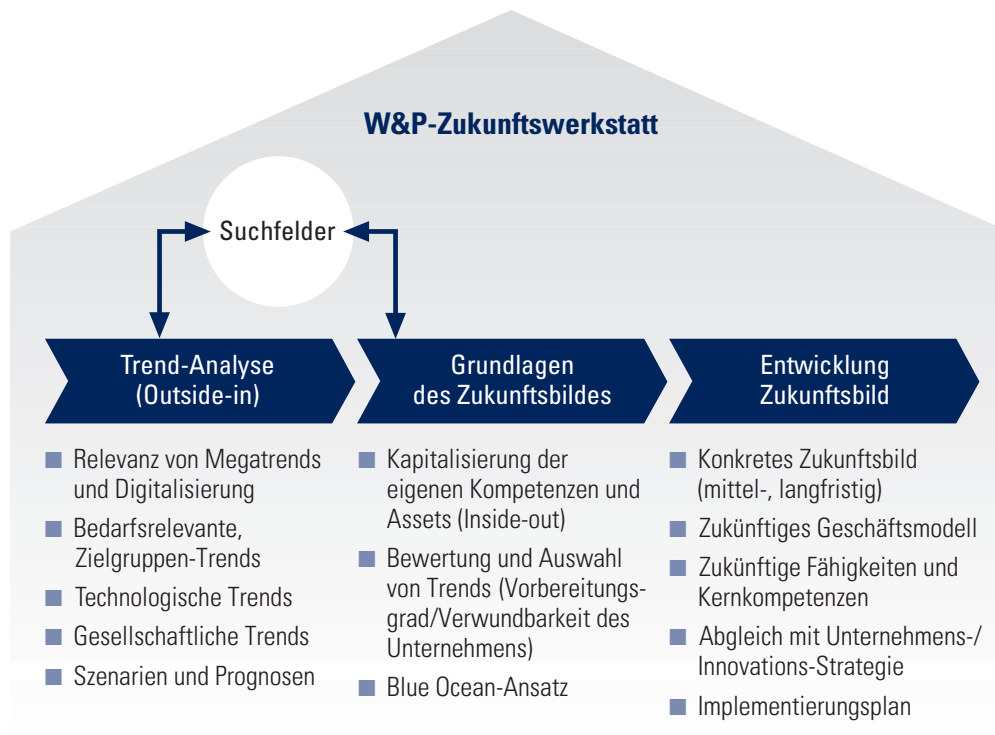 W&P-Zukunftswerkstatt
Suchfelder
Trend-Analyse
(Outside-in)
Relevanz von Megatrends
und Digitalisierung
Bedarfsrelevante,
Zielgruppen-Trends
Technologische Trends
Gesellschaftliche Trends
Szenarien und Prognosen
Grundlagen
des Zukunftsbildes
Kapitalisierung der
eigenen Kompetenzen und
Assets (Inside-out)
Bewertung und Auswahl
von Trends (Vorbereitungs-
grad/Verwundbarkeit des
Unternehmens)
Blue Ocean-Ansatz
Entwicklung
Zukunftsbild
Konkretes Zukunftsbild
(mittel-, langfristig)
Zukünftiges Geschäftsmodell
Zukünftige Fähigkeiten und
Kernkompetenzen
Abgleich mit Unternehmens-/
Innovations-Strategie
Implementierungsplan